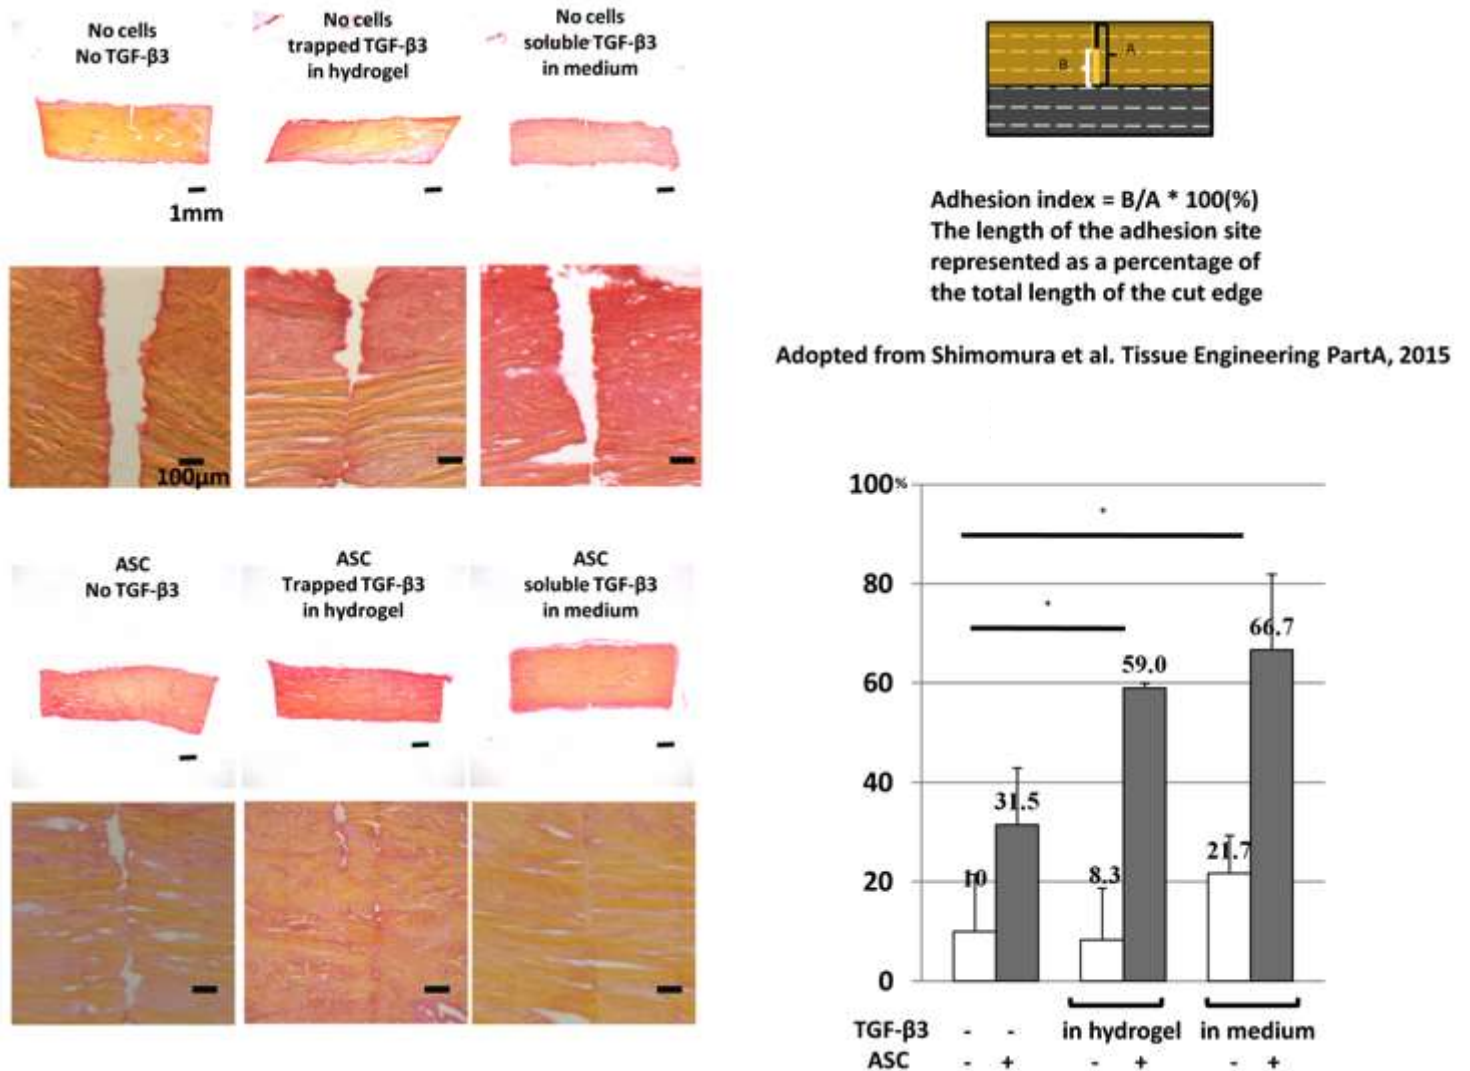 No cells
No TGF-β3
No cells
trapped TGF-β3
in hydrogel
No cells
soluble TGF-β3
in medium
1mm
100µm
ASC
No TGF-β3
ASC
Trapped TGF-β3
in hydrogel
ASC
soluble TGF-β3
in medium
A
B
Adhesion index = B/A * 100(%)
The length of the adhesion site
represented as a percentage of
the total length of the cut edge
Adopted from Shimomura et al. Tissue Engineering PartA, 2015
100%
80
60
40
20
0
*
*
10
31.5
8.3
59.0
21.7
66.7
TGF-β3 - - in hydrogel in medium
ASC - + - + - +